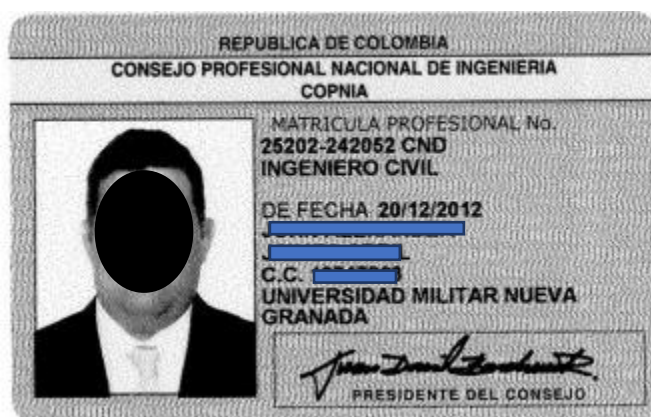 REPUBLICA DE COLOMBIA
CONSEJO PROFESIONAL NACIONAL DE INGENIERIA
COPNIA
MATRICULA PROFESIONAL No.
25202-242052 CND
INGENIERO CIVIL
DE FECHA 20/12/2012
C.C.
UNIVERSIDAD MILITAR NUEVA
GRANADA
PRESIDENTE DEL CONSEJO